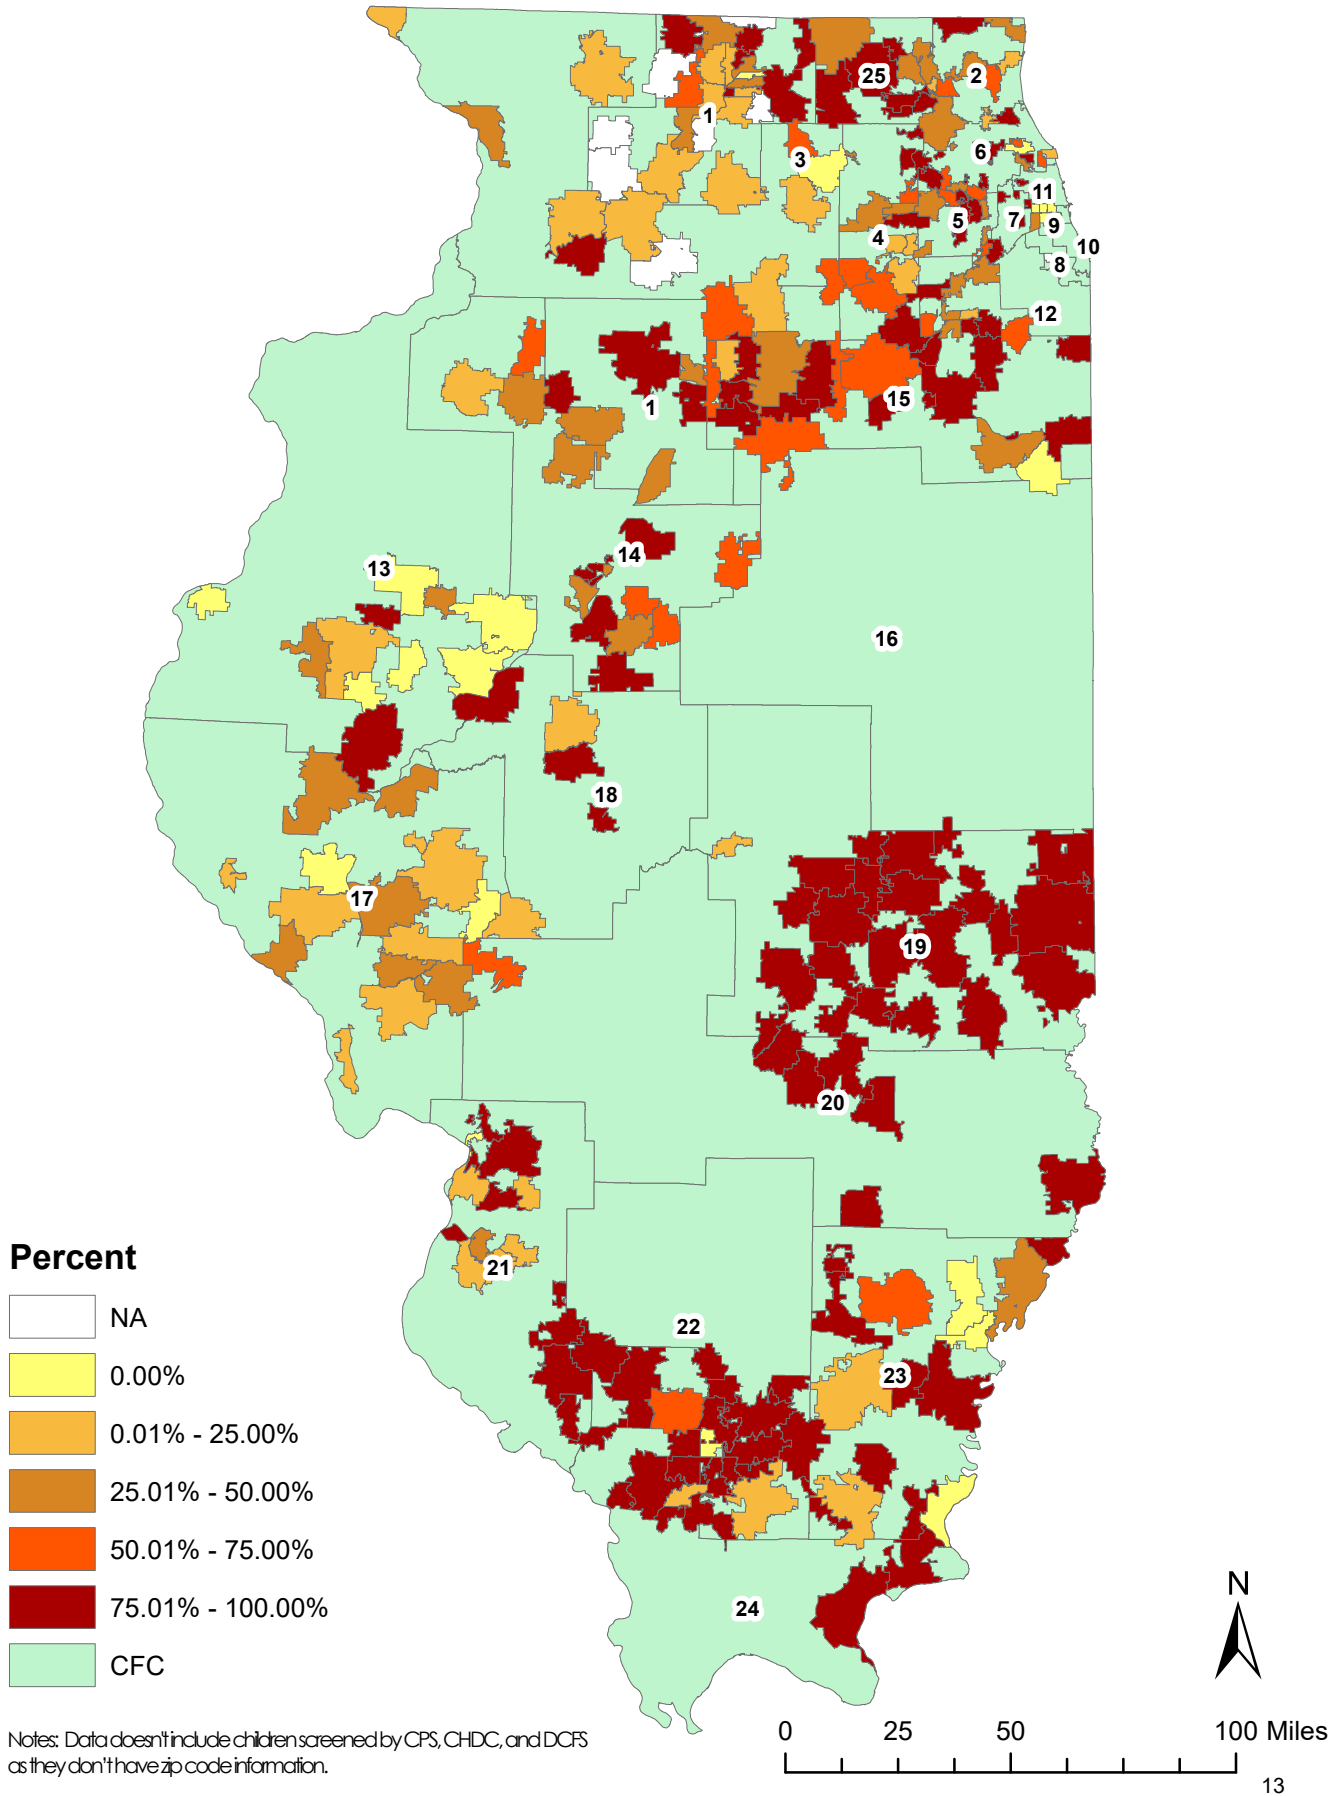 25
2
1
3
6
11
5
7
9
4
10
8
12
15
1
14
13
16
18
17
19
20
21
22
23
24
Percent
NA
0.00%
0.01% - 25.00%
25.01% - 50.00%
50.01% - 75.00%
75.01% - 100.00%
CFC
N
0 25 50 100 Miles
Notes: Data doesn't include children screened by CPS, CHDC, and DCFS
as they don't have zip code information.
13